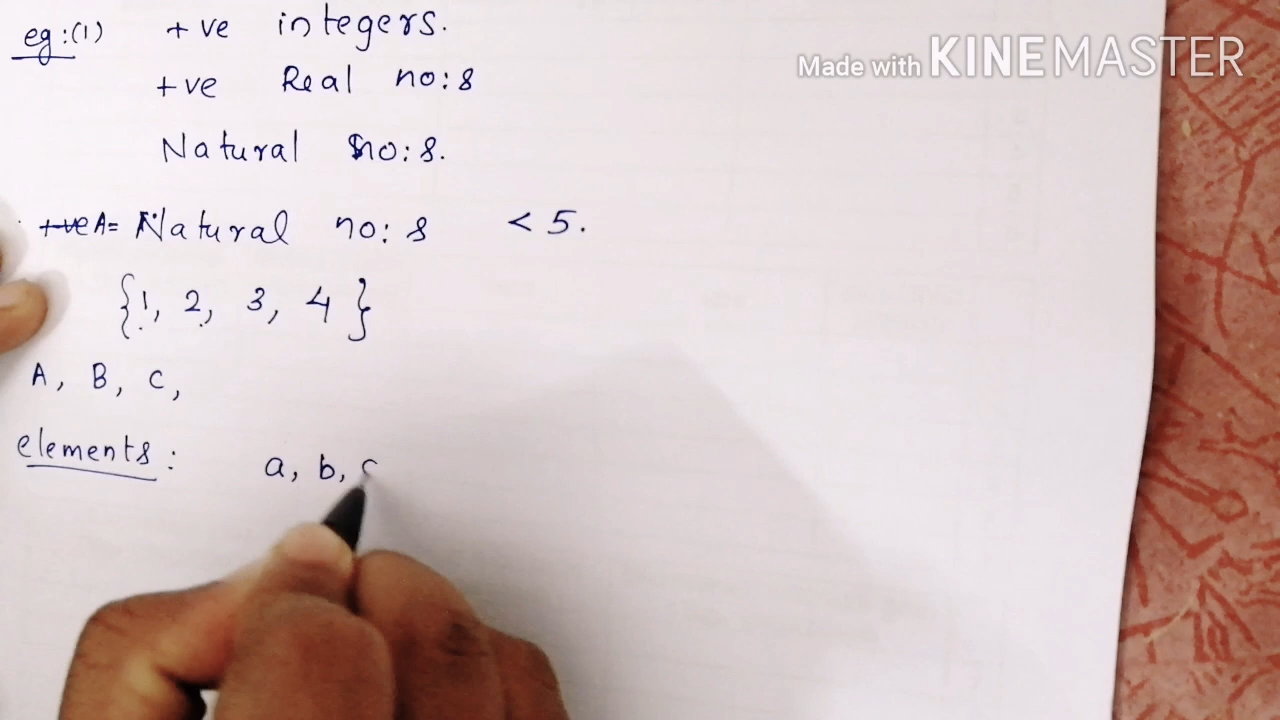 eg:(1) +ve integers.
Made with KINEMASTER
+ve Real no:s
Natural no:s.
+ve A= Natural no:s < 5.
{1, 2, 3, 4}
A, B, C,
elements: a, b, c